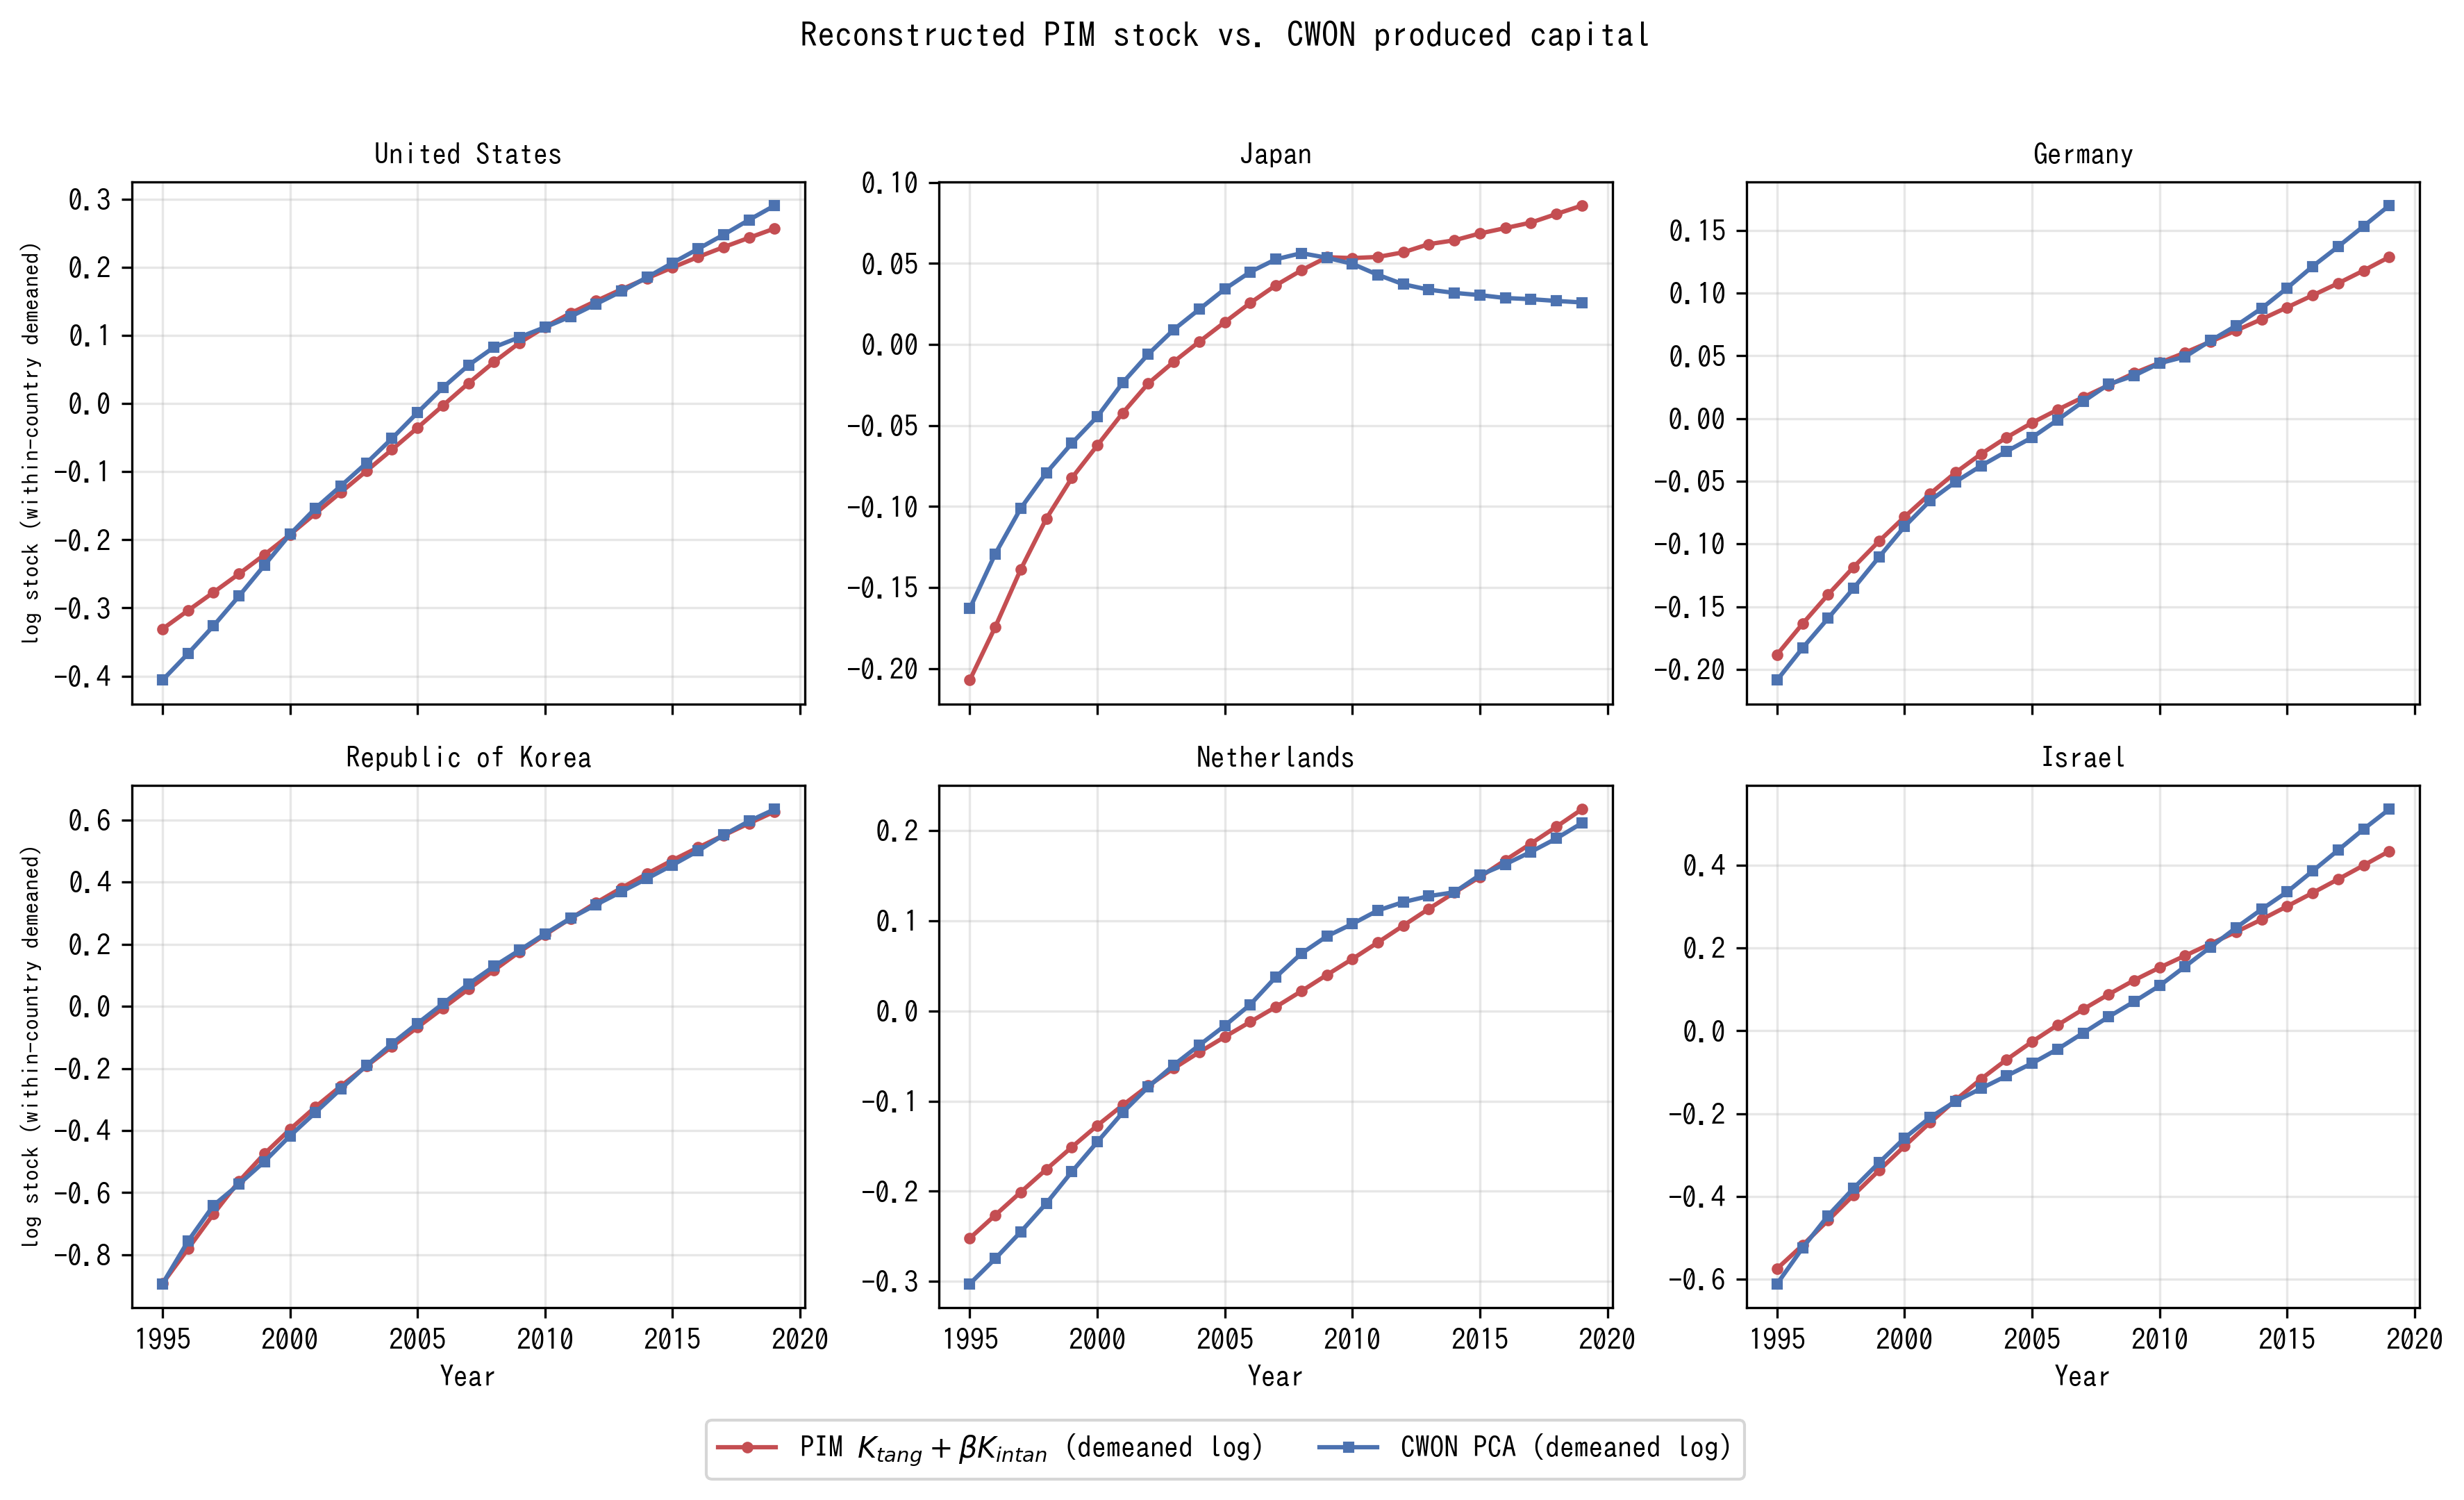 Reconstructed PIM stock vs. CWON produced capital
United States
Japan
Germany
log stock (within-country demeaned)
0.3
0.2
0.1
0.0
−0.1
−0.2
−0.3
−0.4
0.10
0.05
0.00
−0.05
−0.10
−0.15
−0.20
0.15
0.10
0.05
0.00
−0.05
−0.10
−0.15
−0.20
Republic of Korea
Netherlands
Israel
log stock (within-country demeaned)
0.6
0.4
0.2
0.0
−0.2
−0.4
−0.6
−0.8
0.2
0.1
0.0
−0.1
−0.2
−0.3
0.4
0.2
0.0
−0.2
−0.4
−0.6
1995 2000 2005 2010 2015 2020
1995 2000 2005 2010 2015 2020
1995 2000 2005 2010 2015 2020
Year
Year
Year
PIM K_tang + βK_intan (demeaned log)
CWON PCA (demeaned log)